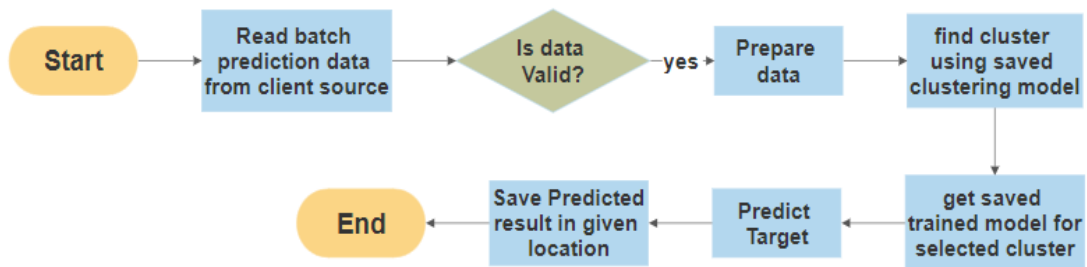 Start
Read batch
prediction data
from client source
Is data
Valid?
yes
Prepare
data
find cluster
using saved
clustering model
get saved
trained model for
selected cluster
Predict
Target
Save Predicted
result in given
location
End